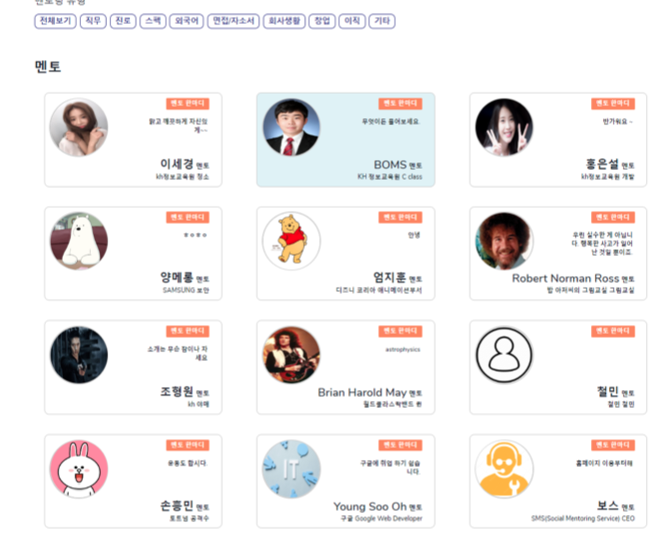 멘토링 유형
전체보기 직무 진로 스펙 외국어 면접/자소서 회사생활 창업 이직 기타
멘토
멘토 한마디
밝고 깨끗하게 자신있
게~~
이세경 멘토
kh정보교육원 청소
멘토 한마디
무엇이든 물어보세요.
BOMS 멘토
KH 정보교육원 C class
멘토 한마디
반가워요 ~
홍은설 멘토
kh정보교육원 개발
멘토 한마디
ㅎㅇㅎㅇ
양메롱 멘토
SAMSUNG 보안
멘토 한마디
안녕
엄지훈 멘토
디즈니 코리아 애니메이션부서
멘토 한마디
우린 실수한 게 아닙니
다. 행복한 사고가 일어
난 것일 뿐이죠.
Robert Norman Ross 멘토
밥 아저씨의 그림교실 그림교실
멘토 한마디
소개는 무슨 람이나 자
세요
조형원 멘토
kh 아페
멘토 한마디
astrophysics
Brian Harold May 멘토
월드클라스락밴드 퀸
멘토 한마디
철민 멘토
철민 철민
멘토 한마디
운동도 합시다.
손흥민 멘토
토트넘 공격수
멘토 한마디
구글에 취업 하기 쉽습
니다.
IT
Young Soo Oh 멘토
구글 Google Web Developer
멘토 한마디
홈페이지 이용부터해
보스 멘토
SMS(Social Mentoring Service) CEO